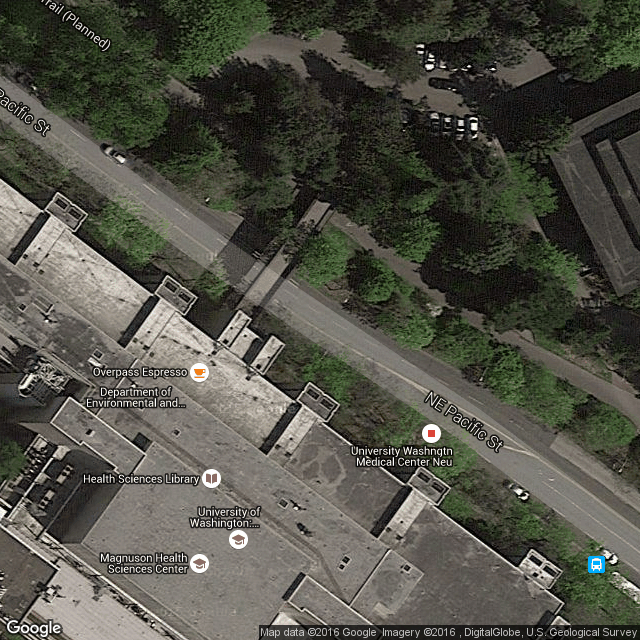 Trail (Planned)
Pacific St
Overpass Espresso
Department of
Environmental and...
NE Pacific St
University Washngtn
Medical Center Neu
Health Sciences Library
University of
Washington:...
Magnuson Health
Sciences Center
Google
Map data ©2016 Google Imagery ©2016 , DigitalGlobe, U.S. Geological Survey